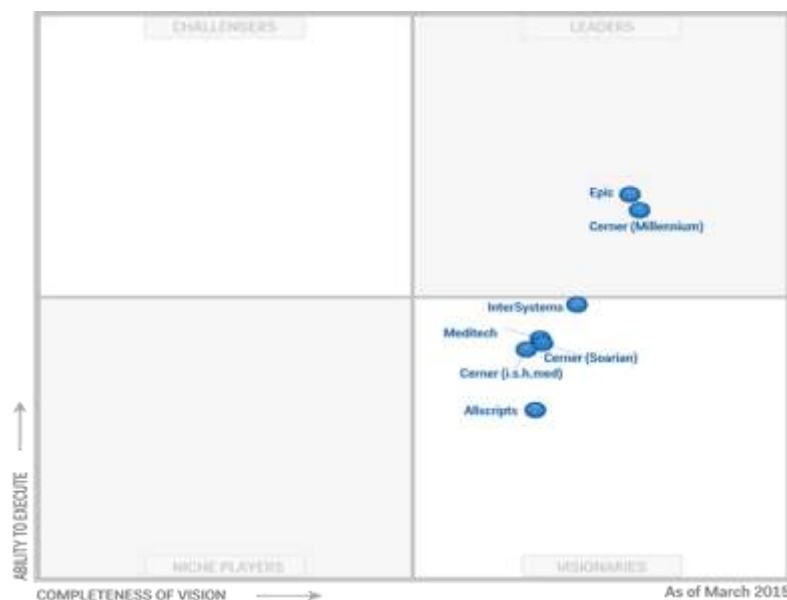 CHALLENGERS
LEADERS
Epic
Cerner (Millennium)
InterSystems
Meditech
Cerner (Soarian)
Cerner (i.s.h.med)
Allscripts
ABILITY TO EXECUTE
NICHE PLAYERS
VISIONARIES
COMPLETENESS OF VISION
As of March 2015